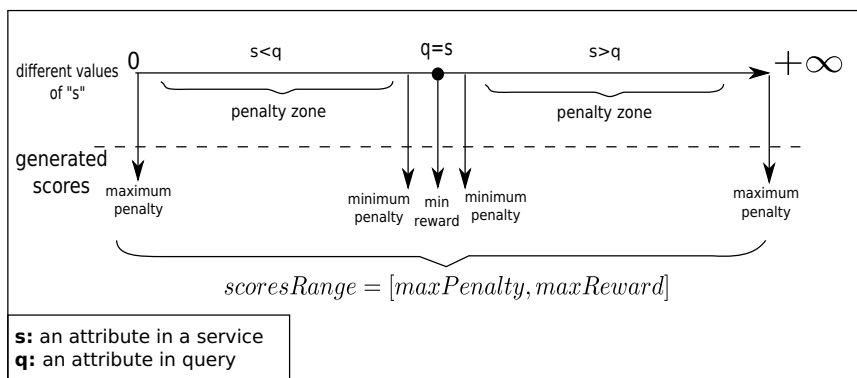 s<q
q=s
s>q
0
+∞
different values
of "s"
penalty zone
penalty zone
generated
scores
maximum
penalty
minimum
penalty
min
reward
minimum
penalty
maximum
penalty
scoresRange = [maxPenalty, maxReward]
s: an attribute in a service
q: an attribute in query